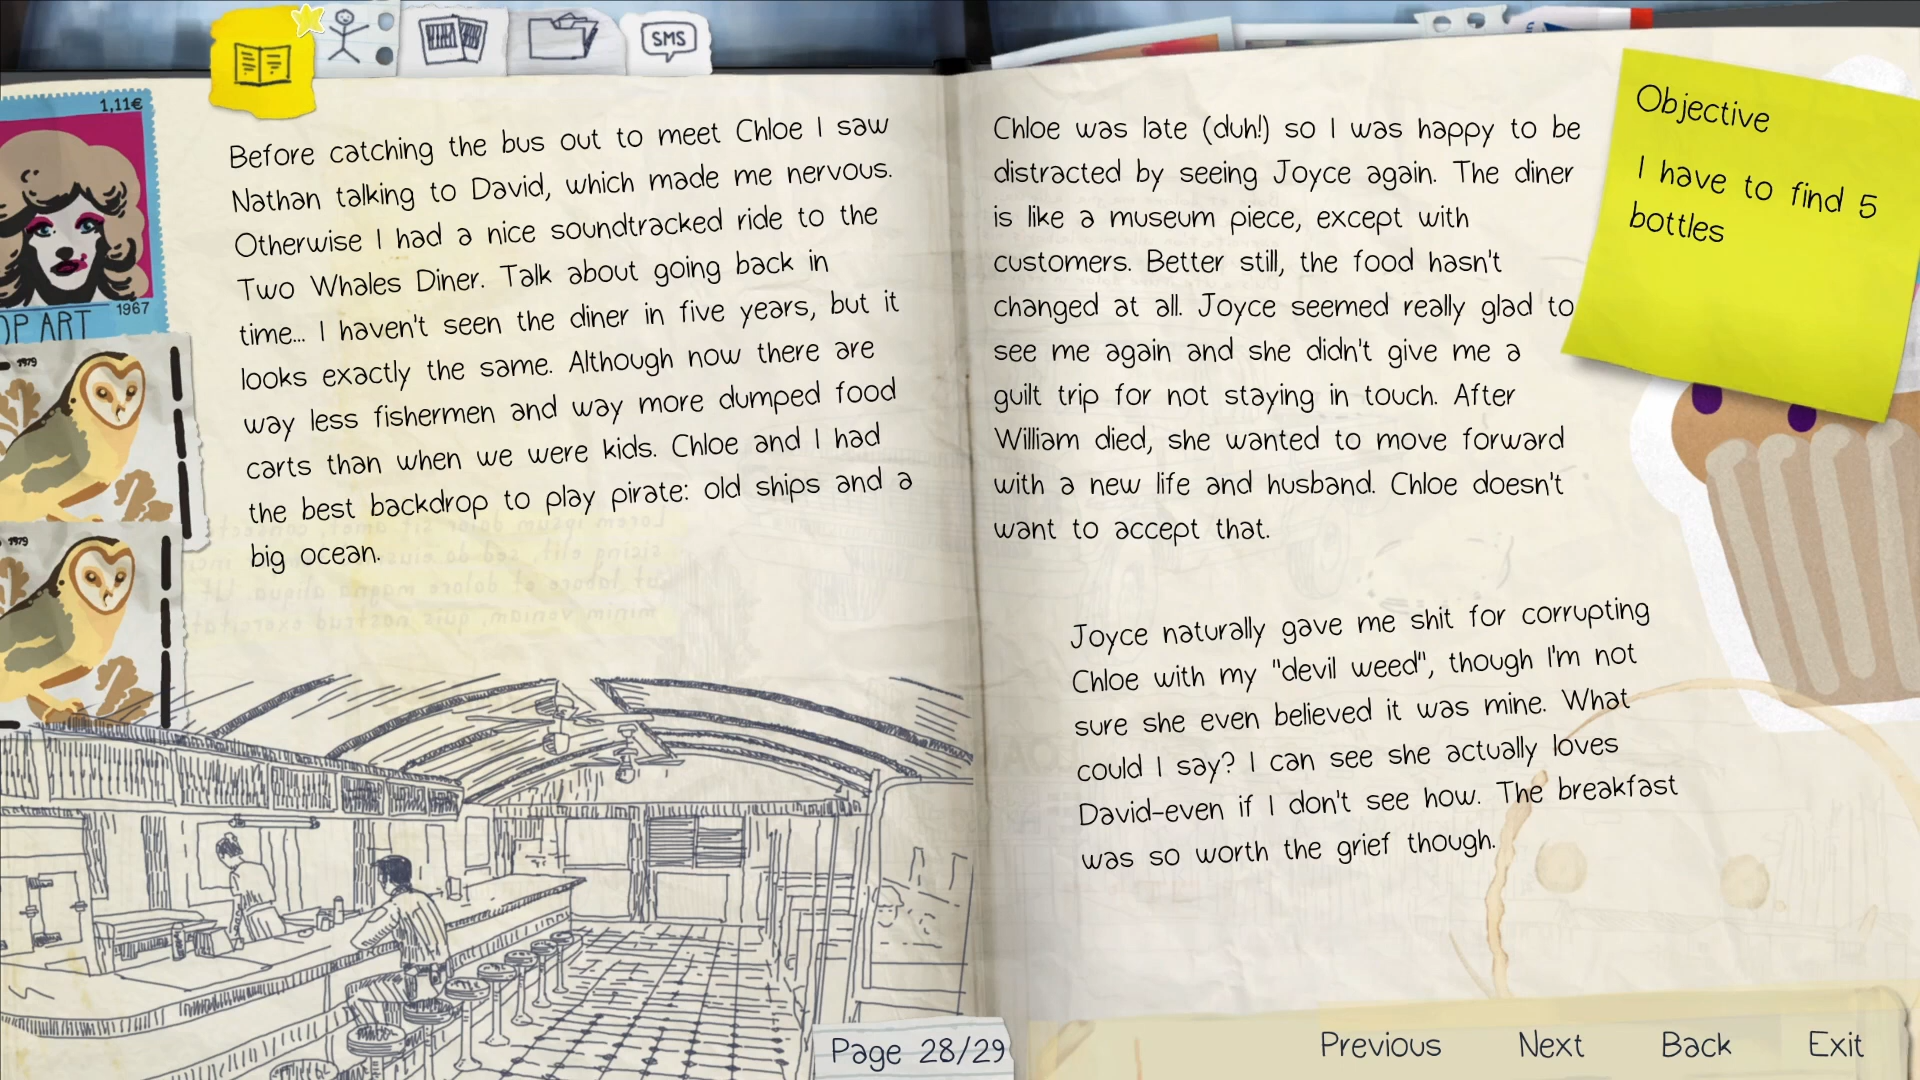 SMS
1,11€
1967
OP ART
1979
1979
Before catching the bus out to meet Chloe I saw
Nathan talking to David, which made me nervous.
Otherwise I had a nice soundtracked ride to the
Two Whales Diner. Talk about going back in
time... I haven't seen the diner in five years, but it
looks exactly the same. Although now there are
way less fishermen and way more dumped food
carts than when we were kids. Chloe and I had
the best backdrop to play pirate: old ships and a
big ocean.
Chloe was late (duh!) so I was happy to be
distracted by seeing Joyce again. The diner
is like a museum piece, except with
customers. Better still, the food hasn't
changed at all. Joyce seemed really glad to
see me again and she didn't give me a
guilt trip for not staying in touch. After
William died, she wanted to move forward
with a new life and husband. Chloe doesn't
want to accept that.
Joyce naturally gave me shit for corrupting
Chloe with my "devil weed", though I'm not
sure she even believed it was mine. What
could I say? I can see she actually loves
David-even if I don't see how. The breakfast
was so worth the grief though.
Objective
I have to find 5
bottles
Page 28/29
Previous Next Back Exit